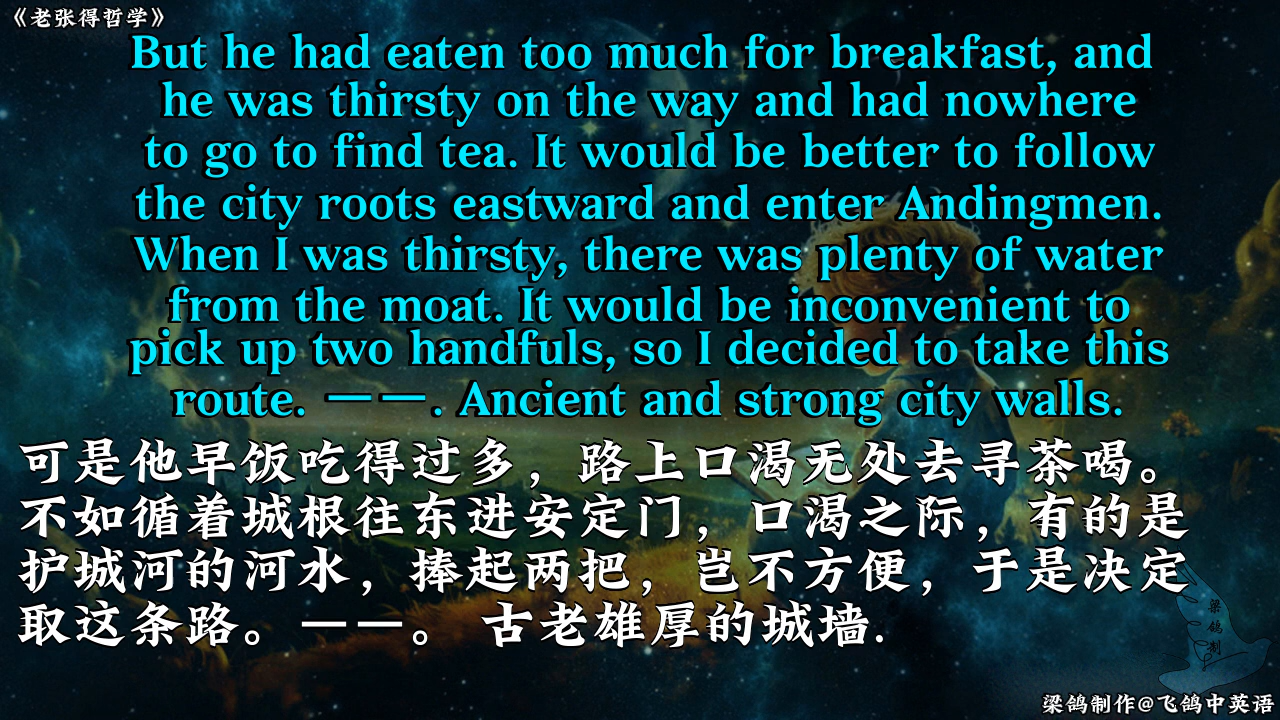 《老张得哲学》
But he had eaten too much for breakfast, and
he was thirsty on the way and had nowhere
to go to find tea. It would be better to follow
the city roots eastward and enter Andingmen.
When I was thirsty, there was plenty of water
from the moat. It would be inconvenient to
pick up two handfuls, so I decided to take this
route. ——. Ancient and strong city walls.
可是他早饭吃得过多，路上口渴无处去寻茶喝。
不如循着城根往东进安定门，口渴之际，有的是
护城河的河水，捧起两把，岂不方便，于是决定
取这条路。——。 古老雄厚的城墙.
梁鸽制
梁鸽制作@飞鸽中英语